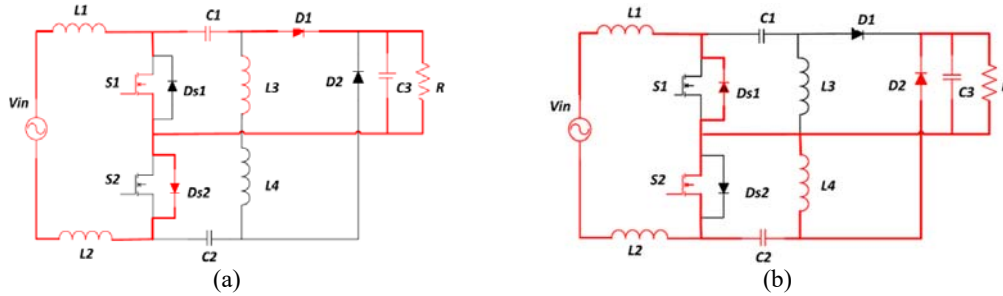 L1
C1
D1
S1
Ds1
L3
D2
C3
R
Vin
S2
Ds2
L4
L2
C2
(a)
L1
C1
D1
S1
Ds1
L3
D2
C3
Vin
S2
Ds2
L4
L2
C2
(b)